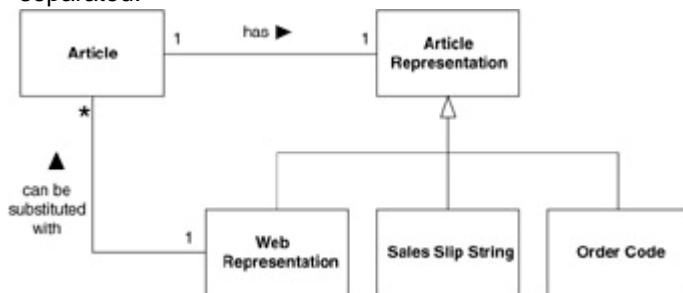 separated.
Article
1
has ►
1
Article
Representation
*
▲
can be
substituted
with
1
Web
Representation
Sales Slip String
Order Code